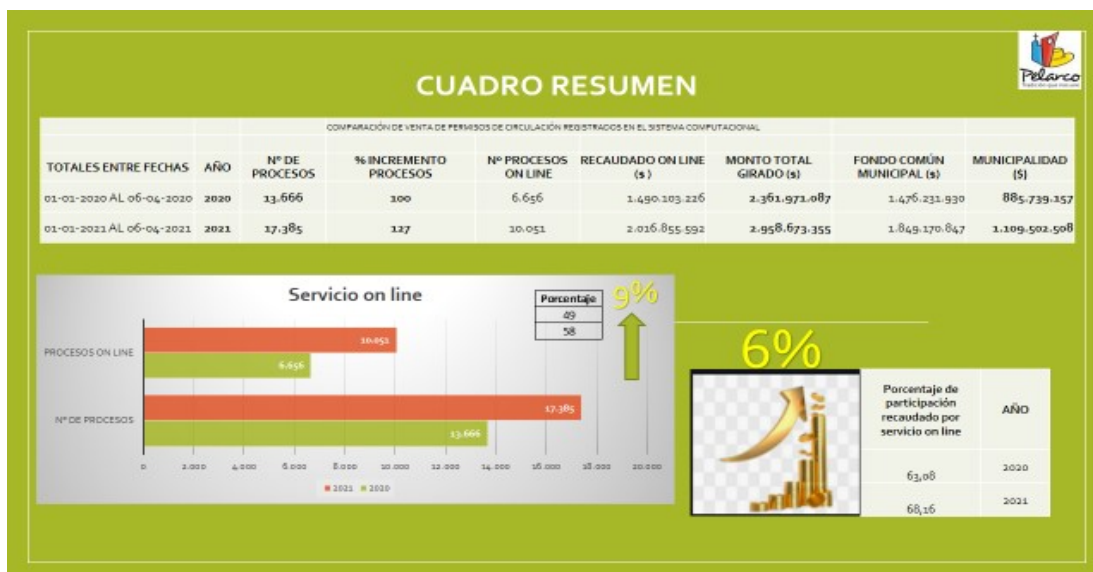 Pelarco
CUADRO RESUMEN
COMPARACIÓN DE VENTA DE PERMISOS DE CIRCULACIÓN REGISTRADOS EN EL SISTEMA COMPUTACIONAL
TOTALES ENTRE FECHAS AÑO Nº DE PROCESOS % INCREMENTO PROCESOS Nº PROCESOS ON LINE RECAUDADO ON LINE ($) MONTO TOTAL GIRADO ($) FONDO COMÚN MUNICIPAL ($) MUNICIPALIDAD ($)
01-01-2020 AL 06-04-2020 2020 13.666 100 6.656 1.490.103.226 2.361.971.087 1.476.231.930 885.739.157
01-01-2021 AL 06-04-2021 2021 17.385 127 10.051 2.016.855.592 2.958.673.355 1.849.170.847 1.109.502.508
Servicio on line
Porcentaje
49
58
9%
PROCESOS ON LINE
10.051
6.656
Nº DE PROCESOS
17.385
13.666
0 2.000 4.000 6.000 8.000 10.000 12.000 14.000 16.000 18.000 20.000
2021 2020
6%
Porcentaje de
participación
recaudado por
servicio on line
AÑO
63,08 2020
68,16 2021